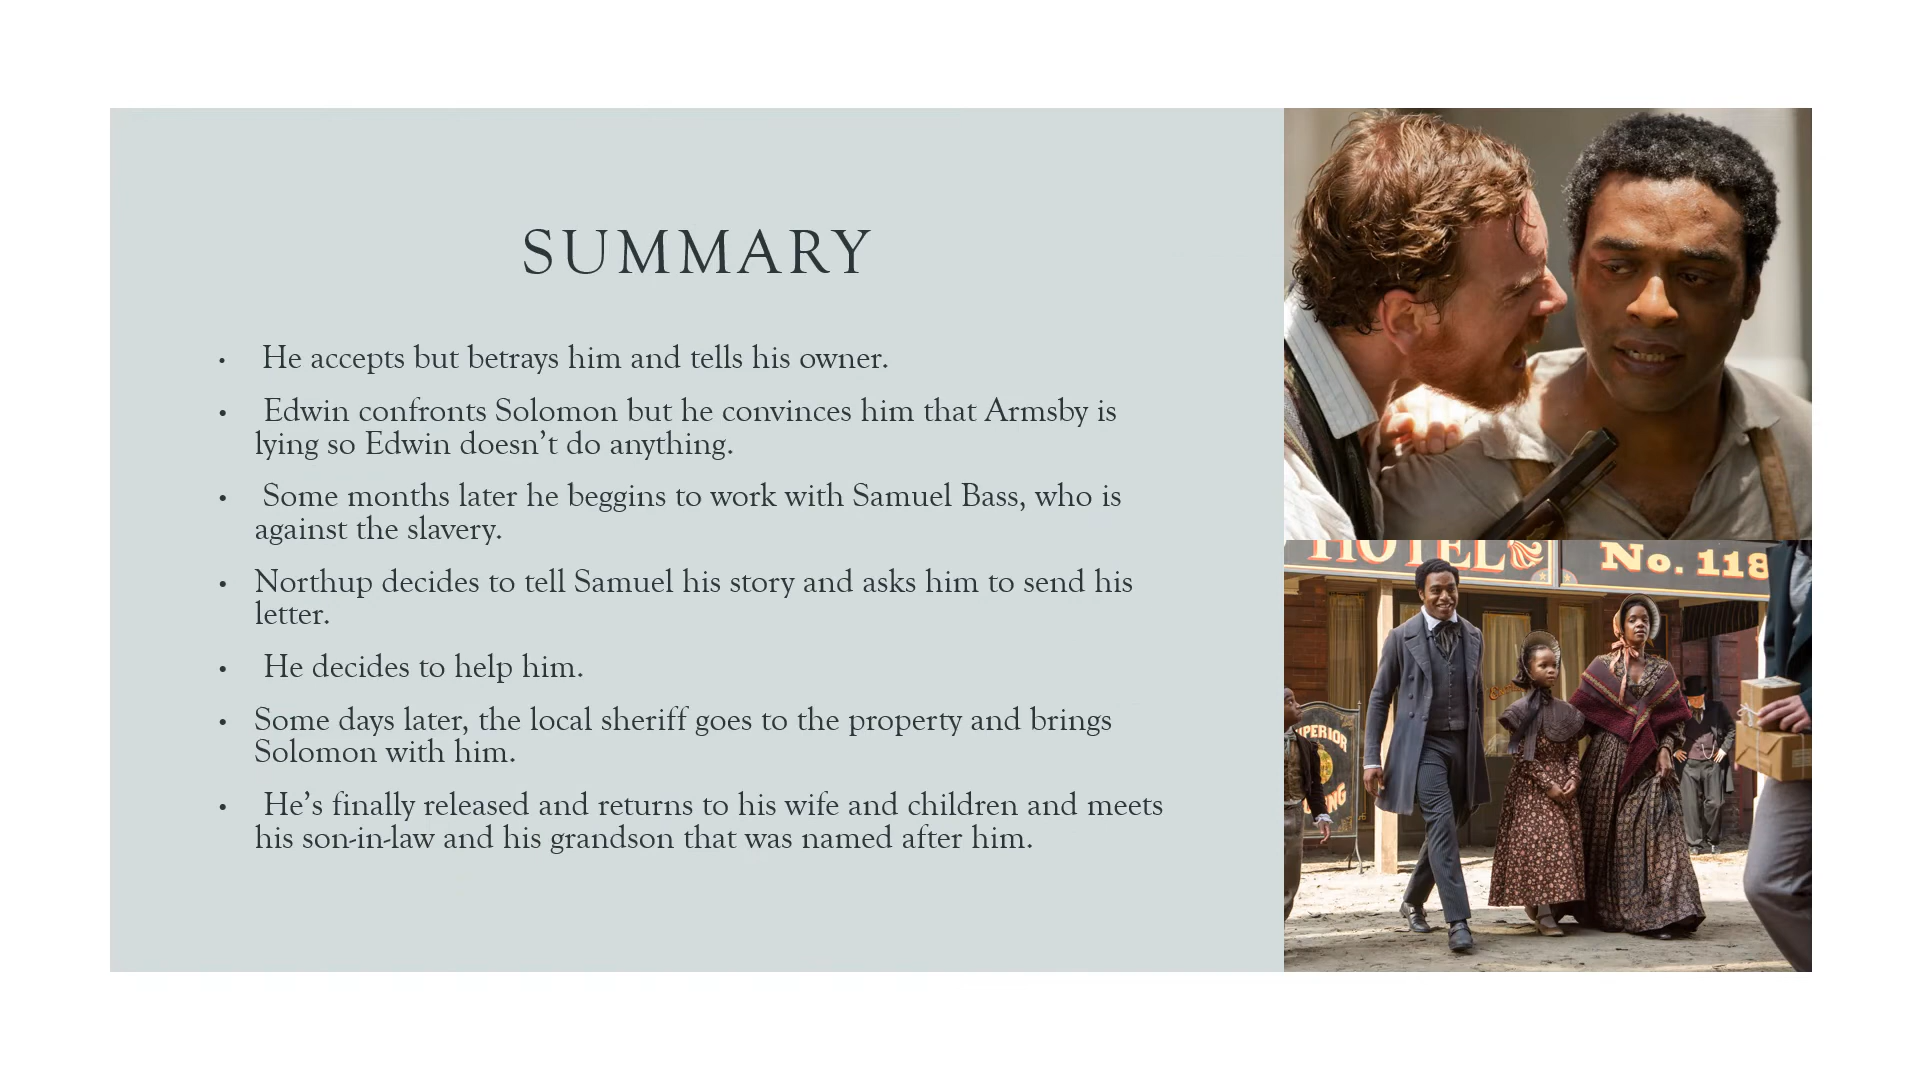 SUMMARY
• He accepts but betrays him and tells his owner.
• Edwin confronts Solomon but he convinces him that Armsby is
lying so Edwin doesn’t do anything.
• Some months later he beggins to work with Samuel Bass, who is
against the slavery.
• Northup decides to tell Samuel his story and asks him to send his
letter.
• He decides to help him.
• Some days later, the local sheriff goes to the property and brings
Solomon with him.
• He’s finally released and returns to his wife and children and meets
his son-in-law and his grandson that was named after him.
HOTEL
No. 118